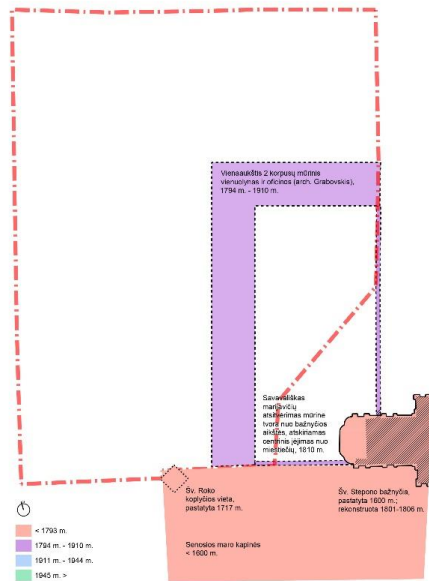 Vienaaukštis 2 korpusų mūrinis
vienuolynas ir oficinos (arch. Grabovskis),
1794 m. - 1910 m.
Savavališkas
marijavičių
atsitvėrimas mūrine
tvora nuo bažnyčios
aikštės, atskiriamas
centrinis įėjimas nuo
miestiečių, 1810 m.
Šv. Roko
koplyčios vieta,
pastatyta 1717 m.
Šv. Stepono bažnyčia,
pastatyta 1600 m.;
rekonstruota 1801-1806 m.
Senosios maro kapinės
< 1600 m.
< 1793 m.
1794 m. - 1910 m.
1911 m. - 1944 m.
1945 m. >